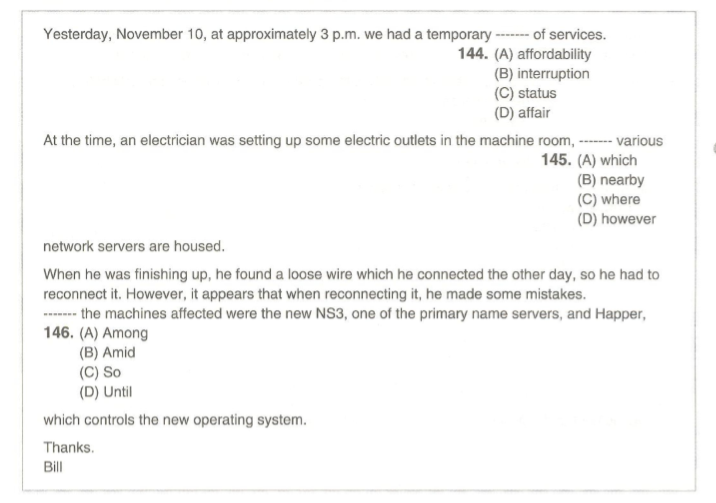 Yesterday, November 10, at approximately 3 p.m. we had a temporary ------- of services.
144. (A) affordability
(B) interruption
(C) status
(D) affair
At the time, an electrician was setting up some electric outlets in the machine room, ------- various
145. (A) which
(B) nearby
(C) where
(D) however
network servers are housed.
When he was finishing up, he found a loose wire which he connected the other day, so he had to
reconnect it. However, it appears that when reconnecting it, he made some mistakes.
------- the machines affected were the new NS3, one of the primary name servers, and Happer,
146. (A) Among
(B) Amid
(C) So
(D) Until
which controls the new operating system.
Thanks.
Bill